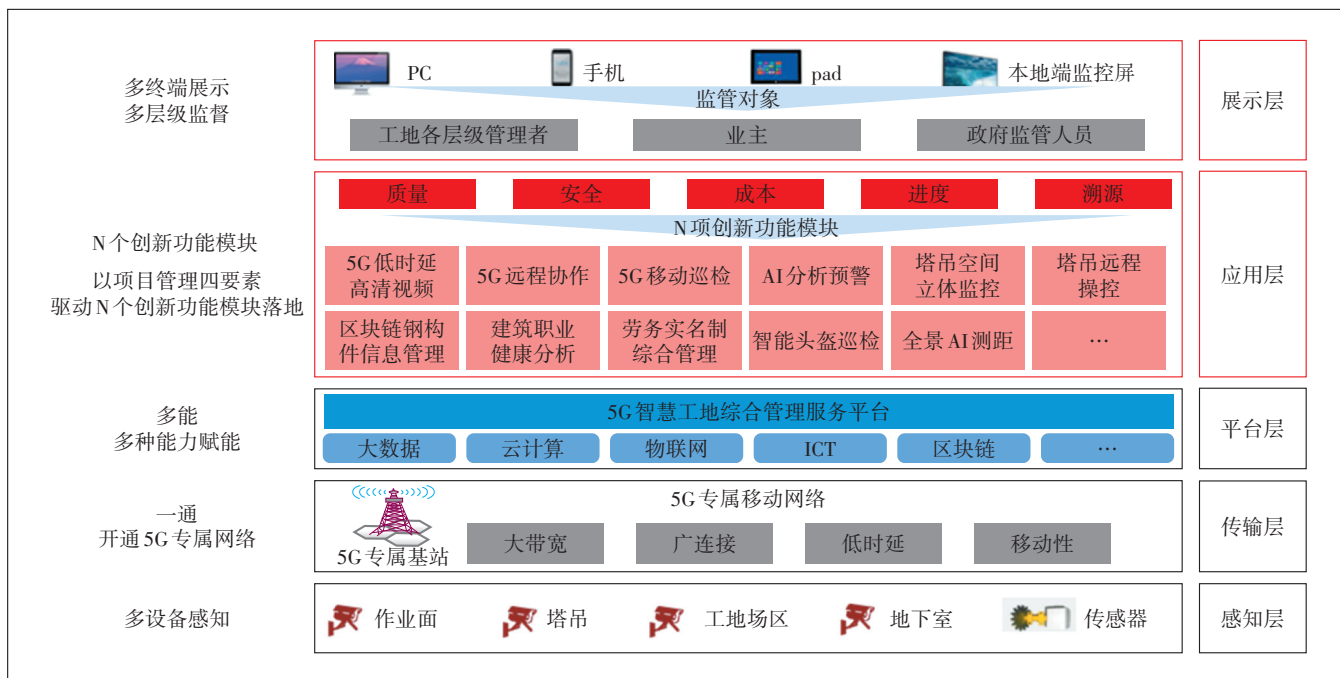 多终端展示
多层级监督
PC
手机
pad
本地端监控屏
监管对象
工地各层级管理者
业主
政府监管人员
展示层
N个创新功能模块
以项目管理四要素
驱动N个创新功能模块落地
质量
安全
成本
进度
溯源
N项创新功能模块
5G低时延
高清视频
5G远程协作
5G移动巡检
AI分析预警
塔吊空间
立体监控
塔吊远程
操控
区块链钢构
件信息管理
建筑职业
健康分析
劳务实名制
综合管理
智能头盔巡检
全景AI测距
…
应用层
多能
多种能力赋能
5G智慧工地综合管理服务平台
大数据
云计算
物联网
ICT
区块链
…
平台层
一通
开通5G专属网络
5G专属移动网络
5G专属基站
大带宽
广连接
低时延
移动性
传输层
多设备感知
作业面
塔吊
工地场区
地下室
传感器
感知层